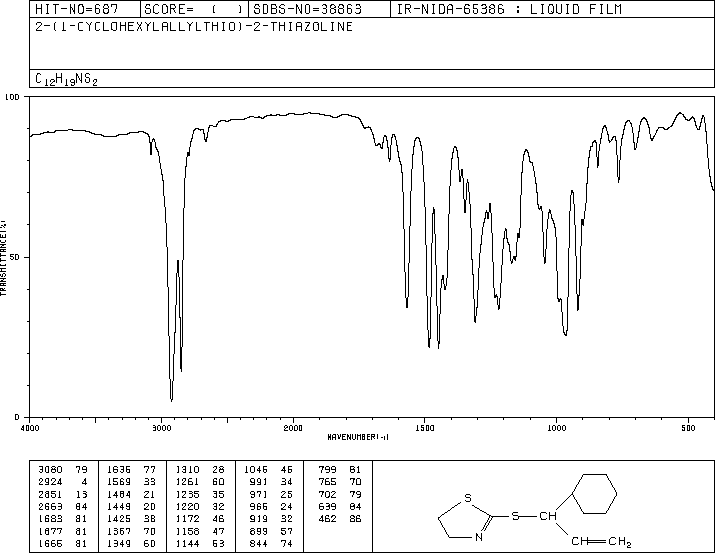 HIT-NO=687 SCORE= ( ) SDBS-NO=38863 IR-NIDA-65386 : LIQUID FILM
2-(1-CYCLOHEXYLALLYLTHIO)-2-THIAZOLINE
C12H19NS2
100
50
0
TRANSMITTANCE(%)
4000 3000 2000 1500 1000 500
WAVENUMBER(-1)
3080 79 1636 77 1310 28 1046 46 799 81
2924 4 1569 33 1261 60 991 34 765 70
2851 13 1484 21 1235 35 971 25 702 79
2663 84 1449 20 1220 32 966 24 699 84
1683 81 1425 38 1172 46 919 32 462 86
1677 81 1367 70 1158 47 899 57
1666 81 1349 60 1144 53 844 74
S
S CH
N
CH CH2